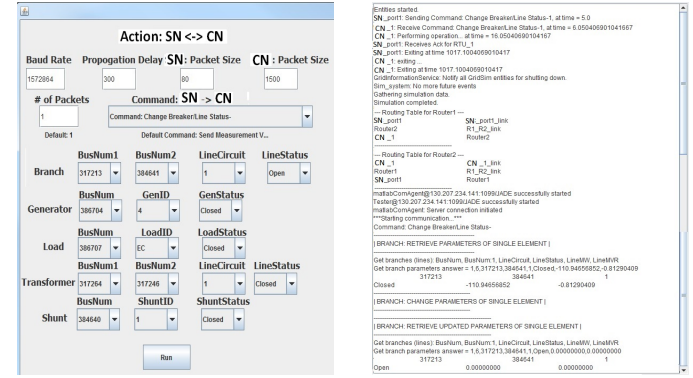 Action: SN <-> CN
Baud Rate Propogation Delay SN: Packet Size CN : Packet Size
1572864 300 80 1500
# of Packets Command: SN -> CN
1 Command: Change Breaker/Line Status-
Default: 1 Default Command: Send Measurement V...
BusNum1 BusNum2 LineCircuit LineStatus
Branch 317213 384641 1 Open
BusNum GenID GenStatus
Generator 386704 4 Closed
BusNum LoadID LoadStatus
Load 386707 EC Closed
BusNum1 BusNum2 LineCircuit LineStatus
Transformer 317264 317246 1 Closed
BusNum ShuntID ShuntStatus
Shunt 384640 1 Closed
Run
Entities started.
SN_port1: Sending Command: Change Breaker/Line Status-1, at time = 5.0
CN _1: Receive Command: Change Breaker/Line Status-1, at time = 6.050406901041667
CN _1: Performing operation... at time = 16.05040690104167
SN_port1: Receives Ack for RTU_1
SN_port1: Exiting at time 1017.1004069010417
CN _1: exiting...
CN _1: Exiting at time 1017.1004069010417
GridInformationService: Notify all GridSim entities for shutting down.
Sim_system: No more future events
Gathering simulation data.
Simulation completed.
--- Routing Table for Router1 ---
SN_port1 SN_port1_link
Router2 R1_R2_link
CN _1 Router2
--- Routing Table for Router2 ---
CN _1 CN _1_link
Router1 R1_R2_link
SN_port1 Router1
matlabComAgent@130.207.234.141:1099/JADE successfully started
Tester@130.207.234.141:1099/JADE successfully started
matlabComAgent: Server connection initiated
***Starting communication...***
Command: Change Breaker/Line Status-
| BRANCH: RETRIEVE PARAMETERS OF SINGLE ELEMENT |
Get branches (lines): BusNum, BusNum:1, LineCircuit, LineStatus, LineMW, LineMVR
Get branch parameters answer = 1,6,317213,384641,1,Closed,-110.94656852,-0.81290409
: 317213 384641 1
Closed -110.94656852 -0.81290409
| BRANCH: CHANGE PARAMETERS OF SINGLE ELEMENT |
| BRANCH: RETRIEVE UPDATED PARAMETERS OF SINGLE ELEMENT |
Get branches (lines): BusNum, BusNum:1, LineCircuit, LineStatus, LineMW, LineMVR
Get branch parameters answer = 1,6,317213,384641,1,Open,0.00000000,0.00000000
: 317213 384641 1
Open 0.00000000 0.00000000